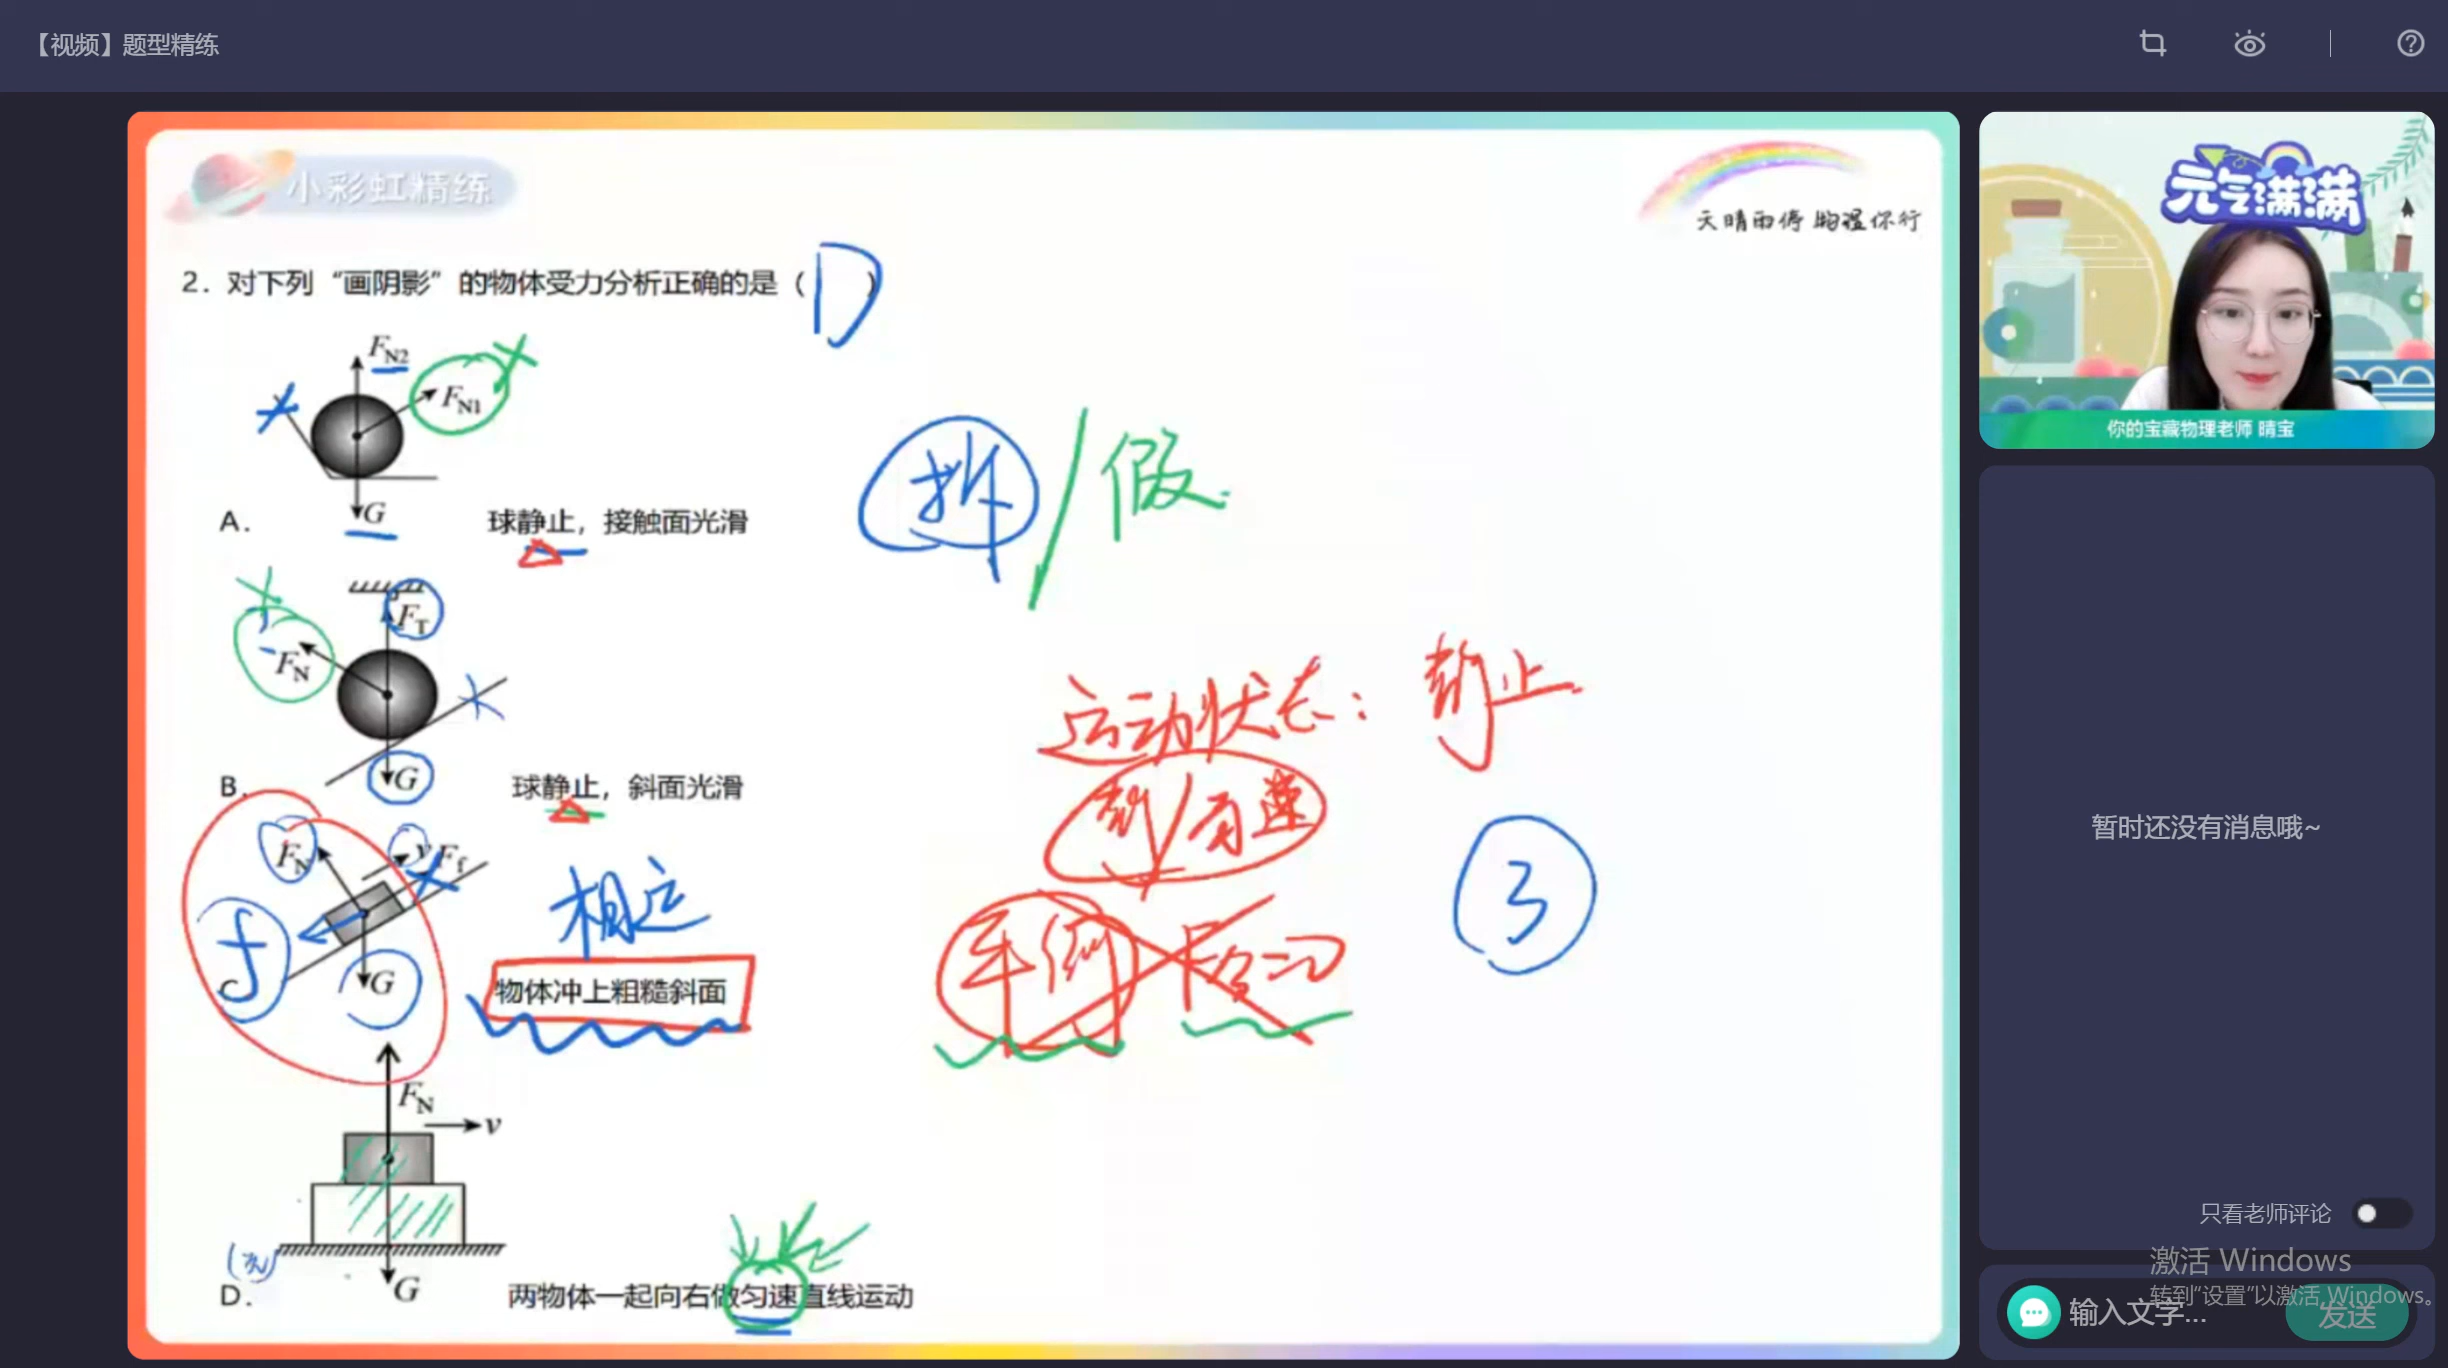 【视频】题型精练
小彩虹精练
天晴雨停 物理你行
元气满满
你的宝藏物理老师 晴宝
2. 对下列“画阴影”的物体受力分析正确的是（ D ）
FN2
FN1
G
A. 球静止，接触面光滑
拆/假
FT
FN
G
B. 球静止，斜面光滑
运动状态：静止
静/匀速
FN
v Ff
f
G
C.
相应
物体冲上粗糙斜面
3
FN
v
G
D. 两物体一起向右做匀速直线运动
暂时还没有消息哦~
只看老师评论
激活 Windows
转到“设置”以激活 Windows。
输入文字...
发送